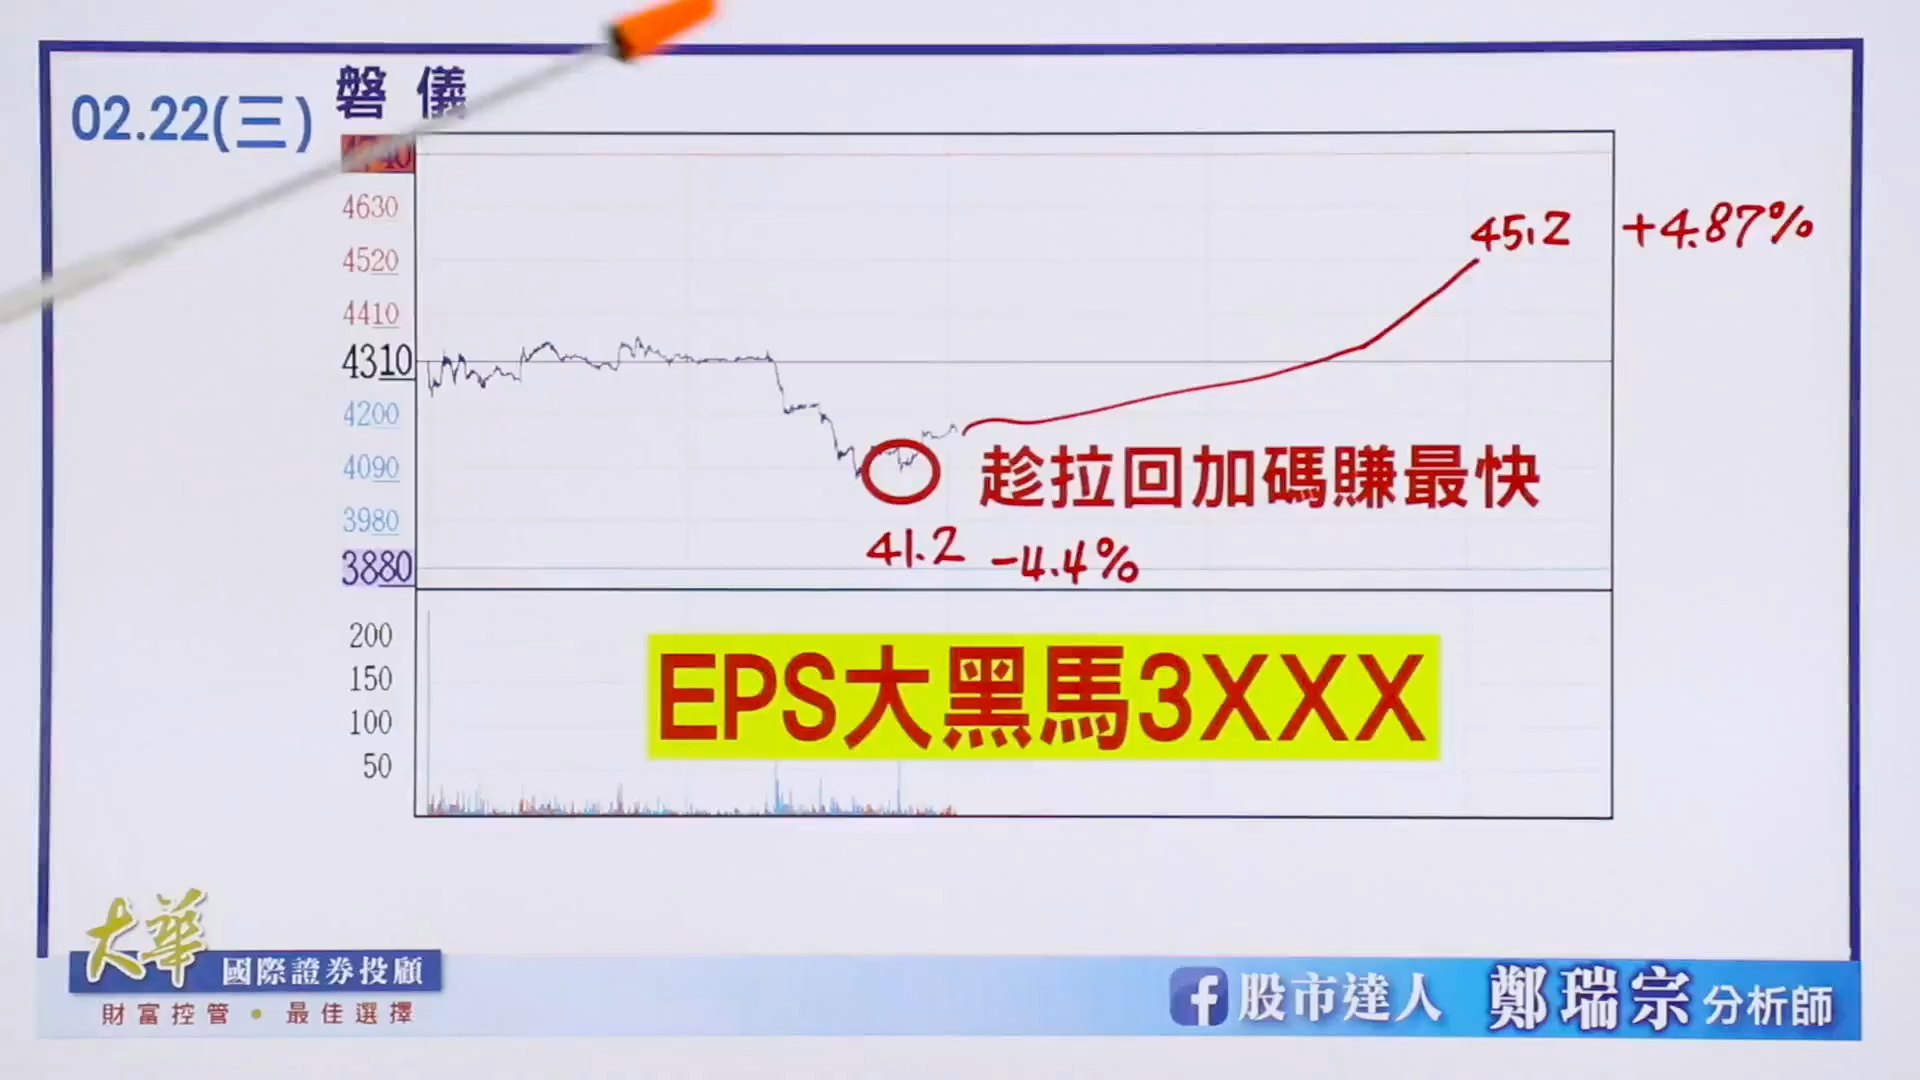 02.22(三)
磐儀
4740
4630
4520
45.2
+4.87%
4410
4310
4200
4090
趁拉回加碼賺最快
3980
41.2
-4.4%
3880
200
150
100
50
EPS大黑馬3XXX
大華
國際證券投顧
財富控管・最佳選擇
f 股市達人 鄭瑞宗 分析師